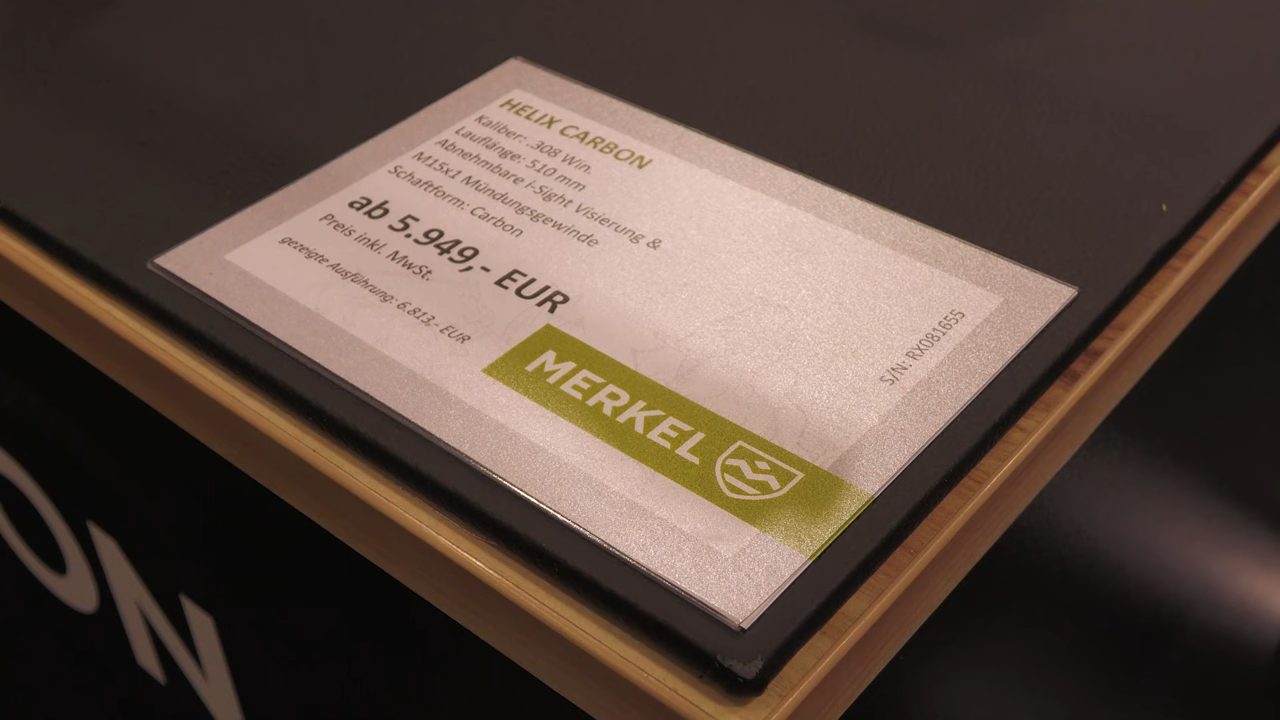 HELIX CARBON
Kaliber: .308 Win.
Lauflänge: 510 mm
Abnehmbare i-Sight Visierung &
M15x1 Mündungsgewinde
Schaftform: Carbon
ab 5.949,- EUR
Preis inkl. MwSt.
gezeigte Ausführung: 6.813,- EUR
S/N: RX081655
MERKEL
ON